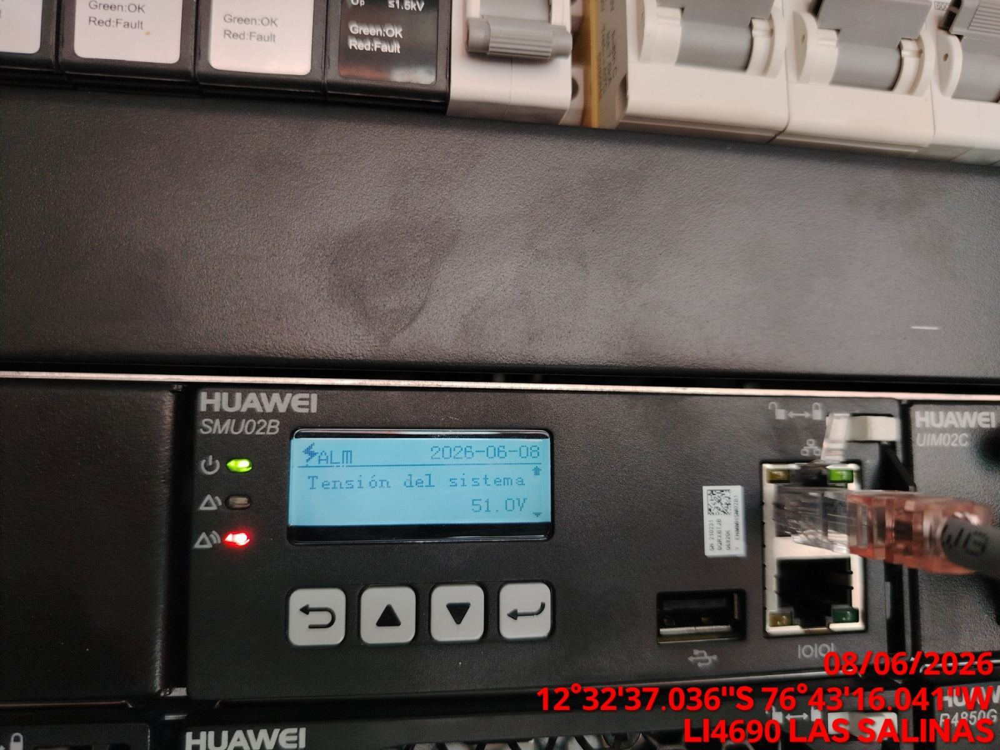 Green:OK
Red:Fault
Green:OK
Red:Fault
Up ≤1.5kV
Green:OK
Red:Fault
HUAWEI
SMU02B
ALM 2026-06-08
Tensión del sistema
51.0V
HUAWEI
UIM02C
HUAWEI
R4850G
08/06/2026
12°32'37.036"S 76°43'16.041"W
LI4690 LAS SALINAS